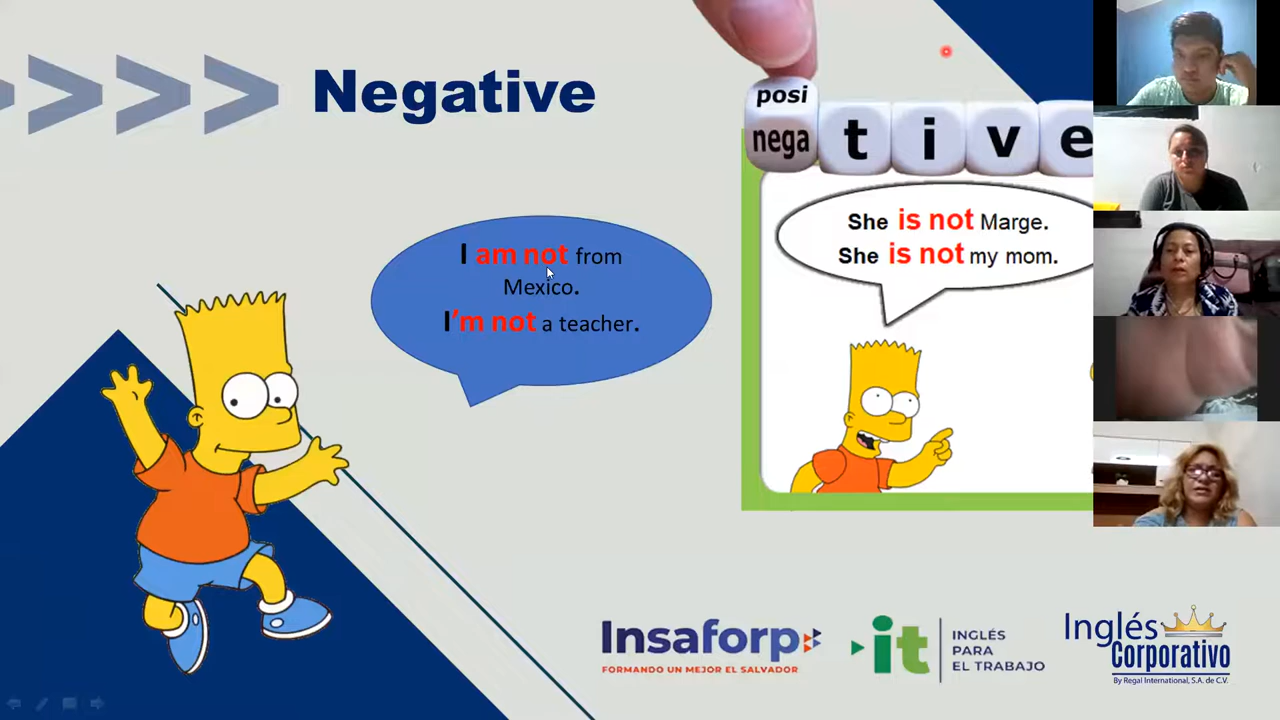 Negative
posi
negative
She is not Marge.
She is not my mom.
I am not from
Mexico.
I'm not a teacher.
Insaforp
FORMANDO UN MEJOR EL SALVADOR
it
INGLÉS
PARA
EL TRABAJO
Inglés
Corporativo
By Regal International, S.A. de C.V.